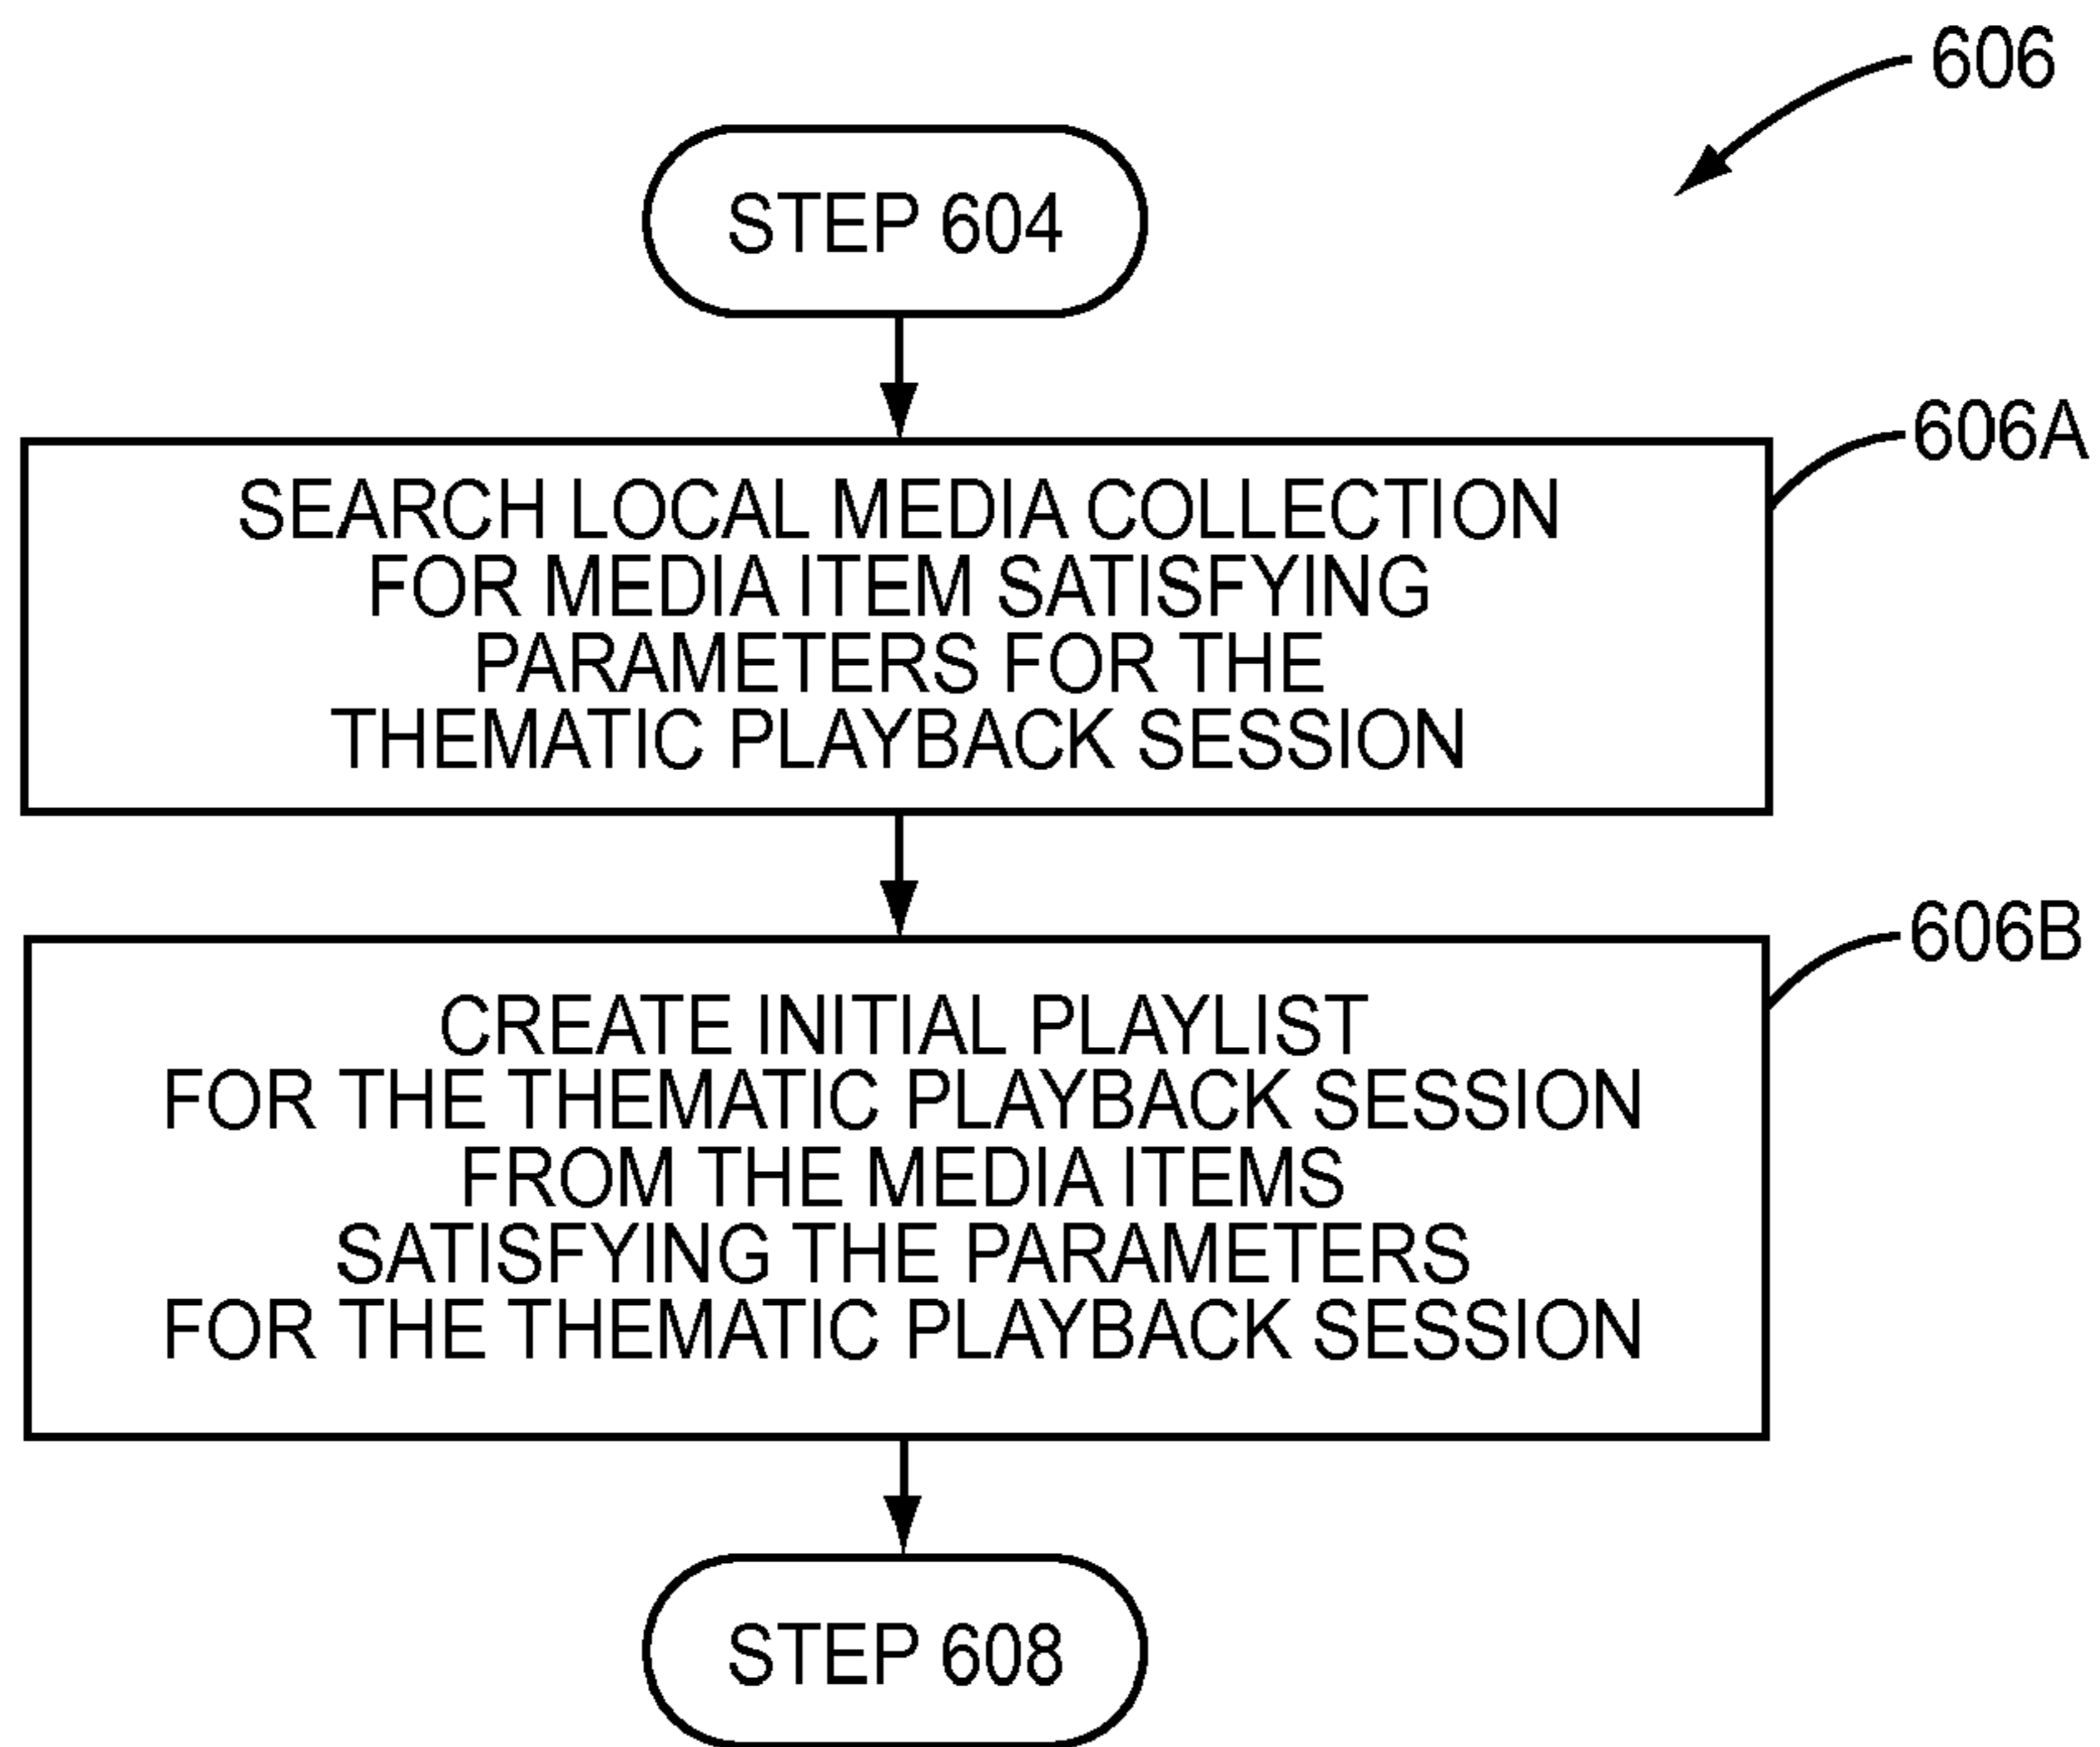 606
STEP 604
606A
SEARCH LOCAL MEDIA COLLECTION
FOR MEDIA ITEM SATISFYING
PARAMETERS FOR THE
THEMATIC PLAYBACK SESSION
606B
CREATE INITIAL PLAYLIST
FOR THE THEMATIC PLAYBACK SESSION
FROM THE MEDIA ITEMS
SATISFYING THE PARAMETERS
FOR THE THEMATIC PLAYBACK SESSION
STEP 608